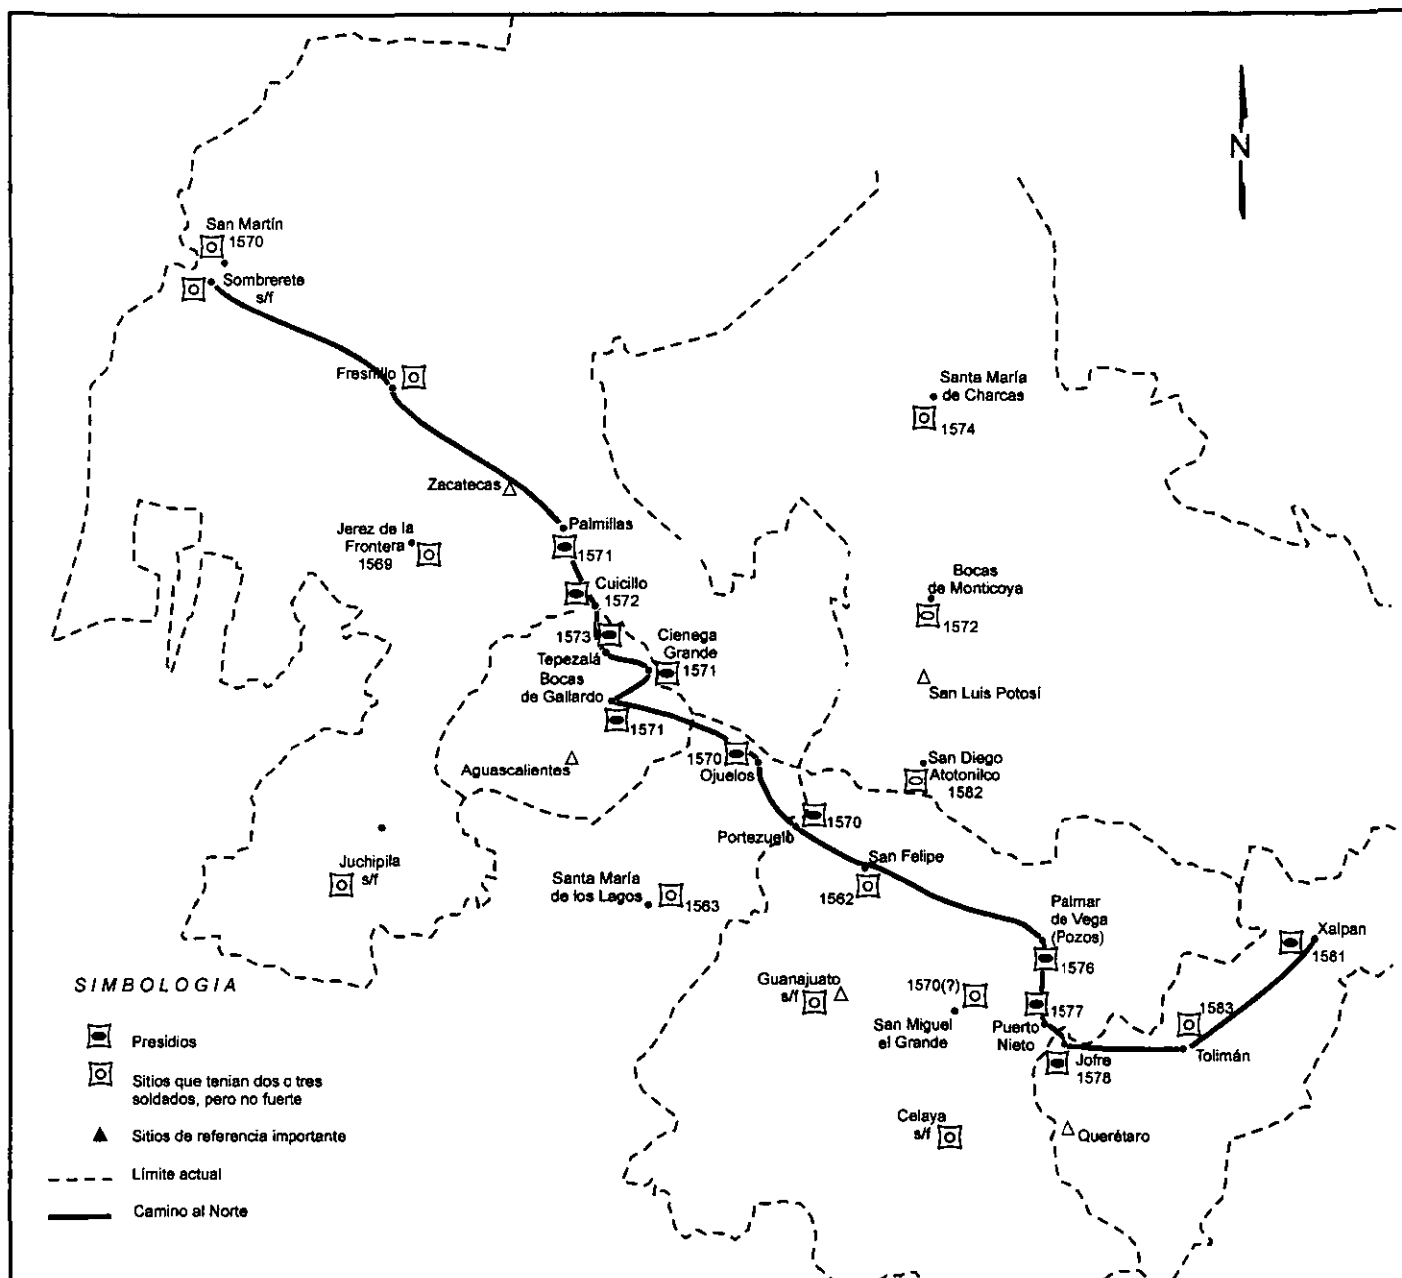 N
San Martín
1570
Sombrerete
s/f
Fresnillo
Santa María
de Charcas
1574
Zacatecas
Palmillas
1571
Jerez de la
Frontera
1569
Cuicillo
1572
Bocas
de Monticoya
1572
1573
Tepezalá
Cienega
Grande
1571
Bocas
de Gallardo
1571
San Luis Potosí
Aguascalientes
1570
Ojuelos
San Diego
Atotonilco
1582
1570
Portezuelo
San Felipe
1562
Juchipila
s/f
Santa María
de los Lagos
1563
Palmar
de Vega
(Pozos)
1576
Xalpan
1581
Guanajuato
s/f
1570(?)
San Miguel
el Grande
1577
Puerto
Nieto
1583
Tolimán
Jofre
1578
Celaya
s/f
Querétaro
SIMBOLOGIA
Presidios
Sitios que tenian dos o tres
soldados, pero no fuerte
Sitios de referencia importante
Límite actual
Camino al Norte